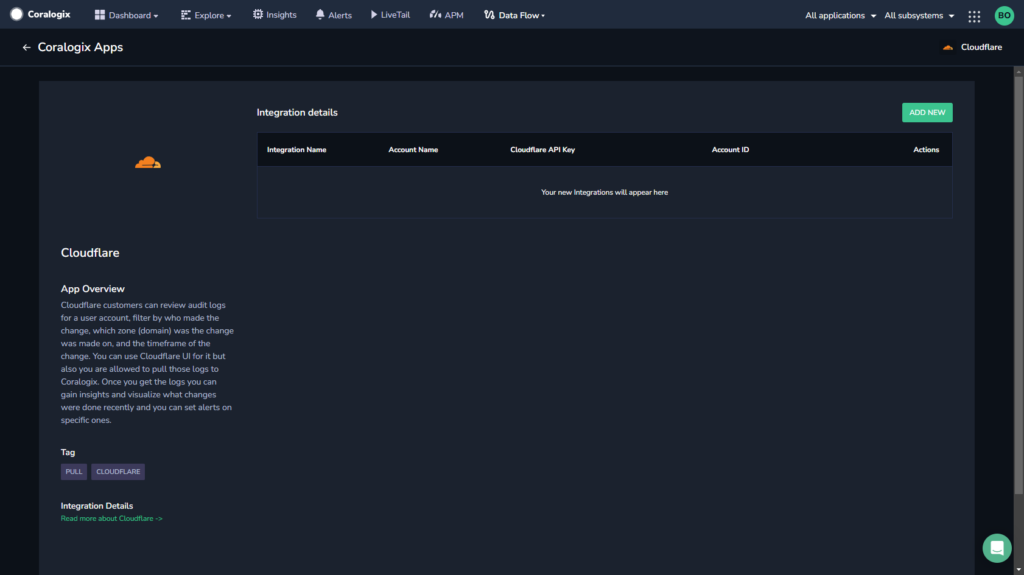 Coralogix Dashboard Explore Insights Alerts LiveTail APM Data Flow All applications All subsystems BO
← Coralogix Apps Cloudflare
Integration details ADD NEW
Integration Name Account Name Cloudflare API Key Account ID Actions
Your new Integrations will appear here
Cloudflare
App Overview
Cloudflare customers can review audit logs
for a user account, filter by who made the
change, which zone (domain) was the change
was made on, and the timeframe of the
change. You can use Cloudflare UI for it but
also you are allowed to pull those logs to
Coralogix. Once you get the logs you can
gain insights and visualize what changes
were done recently and you can set alerts on
specific ones.
Tag
PULL CLOUDFLARE
Integration Details
Read more about Cloudflare ->